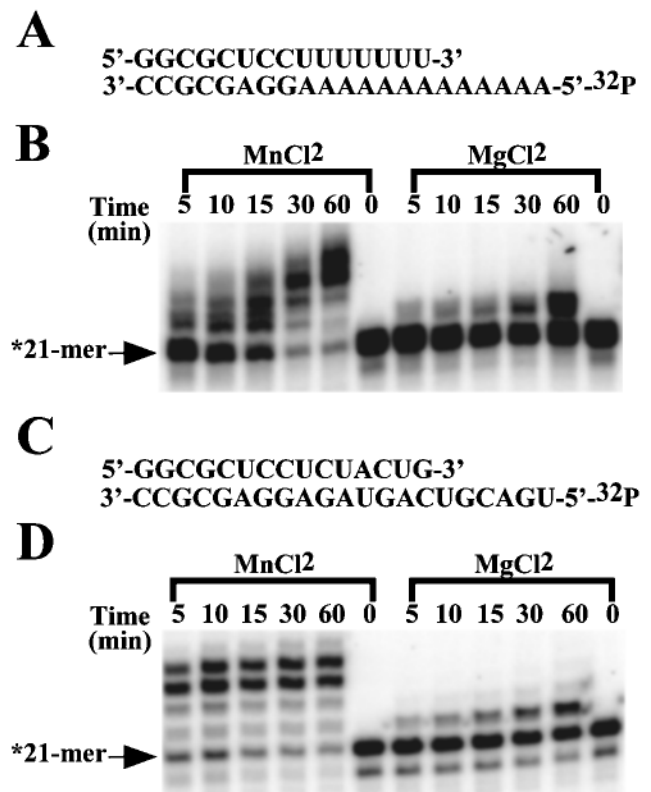 A
5'-GGCGCUCCUUUUUUU-3'
3'-CCGCGAGGAAAAAAAAAAAAA-5'-³²P
B
MnCl² MgCl²
Time 5 10 15 30 60 0 5 10 15 30 60 0
(min)
*21-mer
C
5'-GGCGCUCCUCUACUG-3'
3'-CCGCGAGGAGAUGACUGCAGU-5'-³²P
D
MnCl² MgCl²
Time 5 10 15 30 60 0 5 10 15 30 60 0
(min)
*21-mer